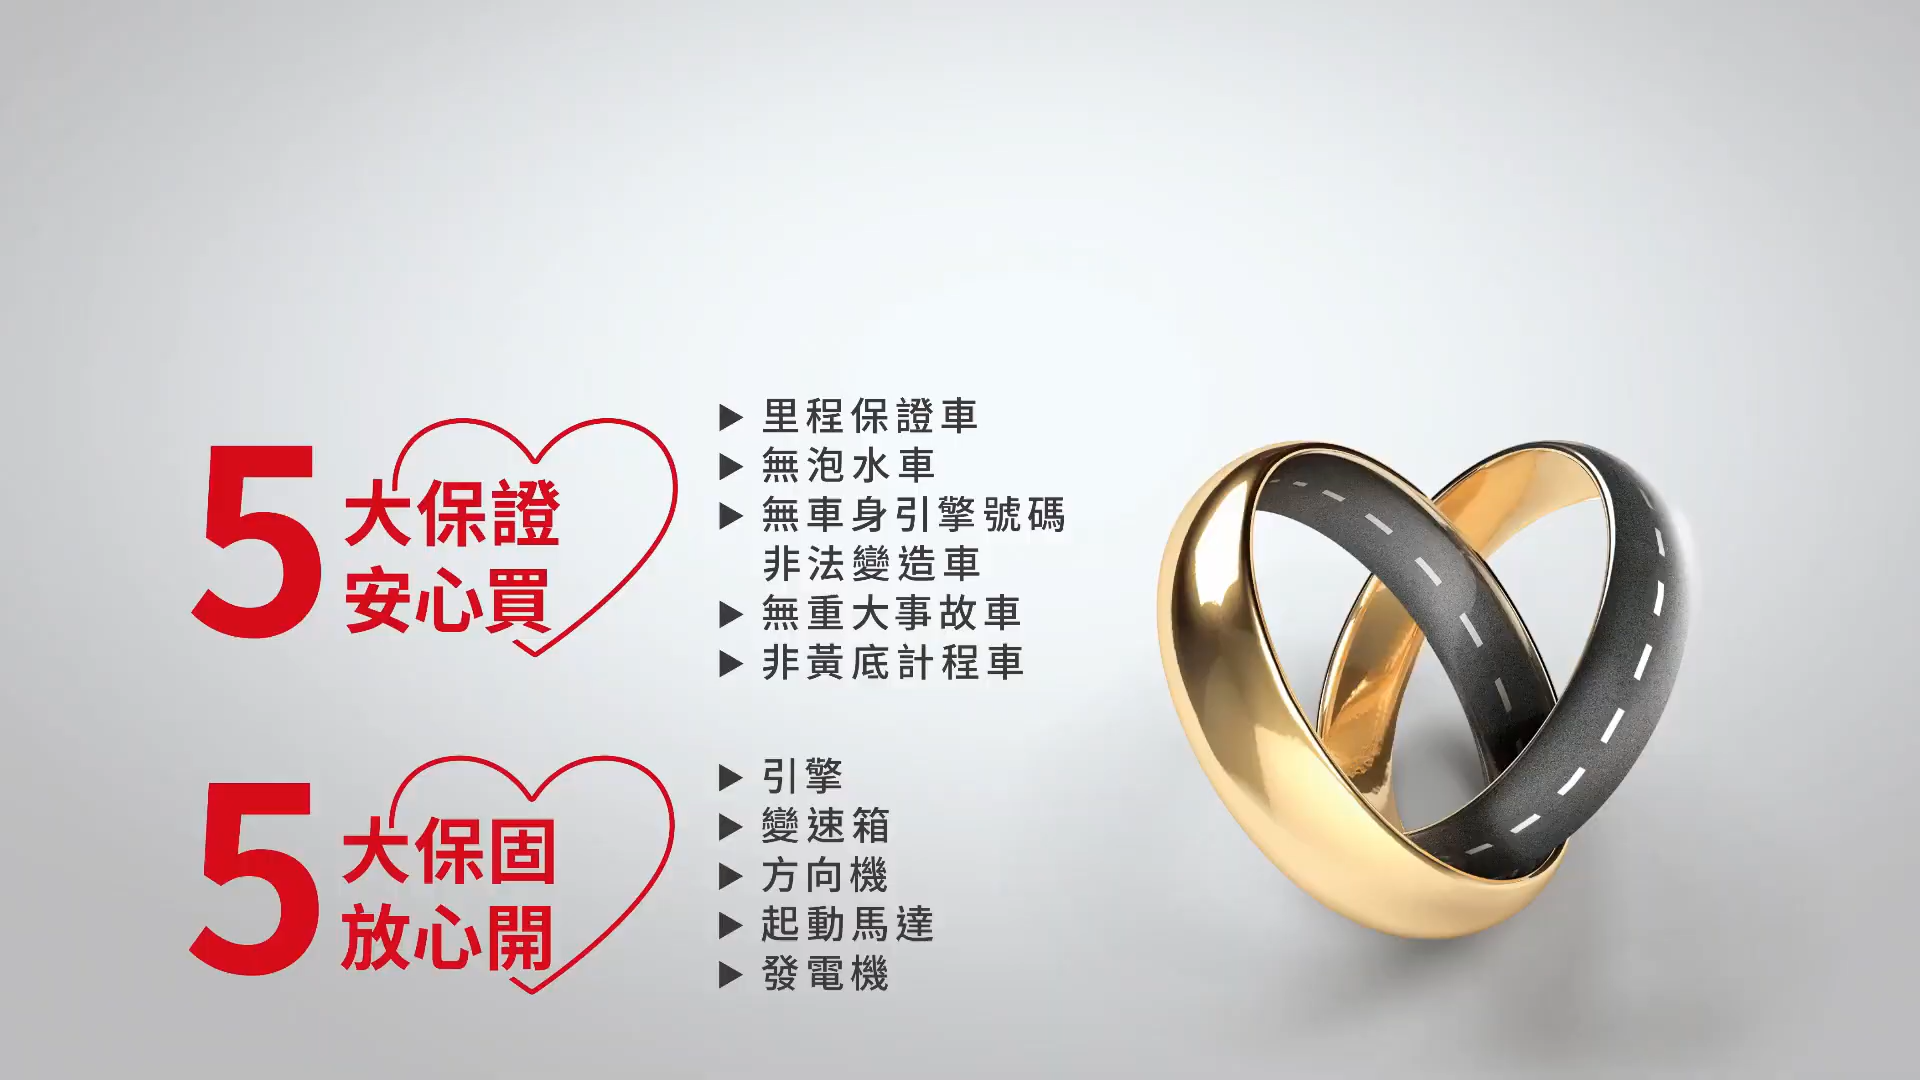 5大保證
安心買
▶ 里程保證車
▶ 無泡水車
▶ 無車身引擎號碼
非法變造車
▶ 無重大事故車
▶ 非黃底計程車
5大保固
放心開
▶ 引擎
▶ 變速箱
▶ 方向機
▶ 起動馬達
▶ 發電機